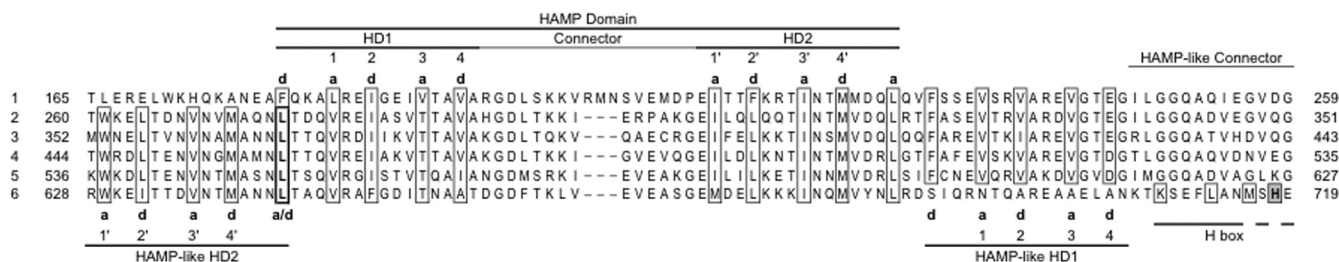 HAMP Domain
HD1 Connector HD2
1 2 3 4 1' 2' 3' 4' HAMP-like Connector
d a d a d a d a d a
1 165 TLERELWKHQKANEAFQKALREIGEIVTAVARGDLSKKVRMNSVEMDPEITTFKRTINTMMDQLQVFSSEVSRVAREVGTEGILGGQAQIEGVDG 259
2 260 TWKELTDNVNVMAQNLTDQVREIASVTTAVAHGDLTKKI---ERPAKGEILQLQQTINTMVDQLRTFASEVTRVARDVGTEGILGGQADVEGVQG 351
3 352 MWNELTVNVNSMANNLTTQVRDIIKVTTAVAKGDLTKKI---QAECRGEIFELKKTINSMVDQLQQFAREVTKIAREVGTEGRLGGQATVHDVQG 443
4 444 TWRDLTENVNGMAMNLTTQVREIAKVTTAVAKGDLTKKI---GVEVQGEILDLKNTINTMVDRLGTFAFEVSKVAREVGTDGTLGGQAQVDNVEG 535
5 536 KWKDLTENVNTMASNLTSQVRGISTVTQAIANGDMSRKI---EVEAKGEILILKETINNMVDRLSIFCNEVQRVAKDVGVDGIMGGQADVAGLKG 627
6 628 RWKEITTDVNTMANNLTAQVRAFGDITNAATDGDFTKLV---EVEASGEMDELKKKINQMVYNLRDSIQRNTQAREAAELANKTKSEFLANMSHE 719
a d a d a/d d a d a d
1' 2' 3' 4' 1 2 3 4 H box
HAMP-like HD2 HAMP-like HD1